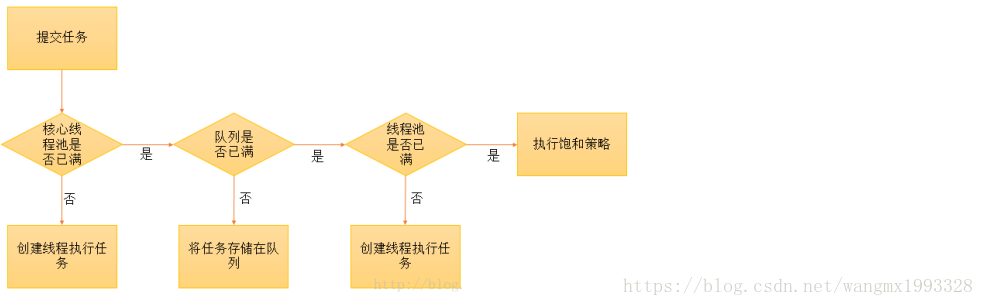 提交任务
核心线
程池是
否已满
是
队列是
否已满
是
线程池
是否已
满
是
执行饱和策略
否
否
否
创建线程执行任
务
将任务存储在队
列
创建线程执行任
务
http://blog
https://blog.csdn.net/wangmx1993328